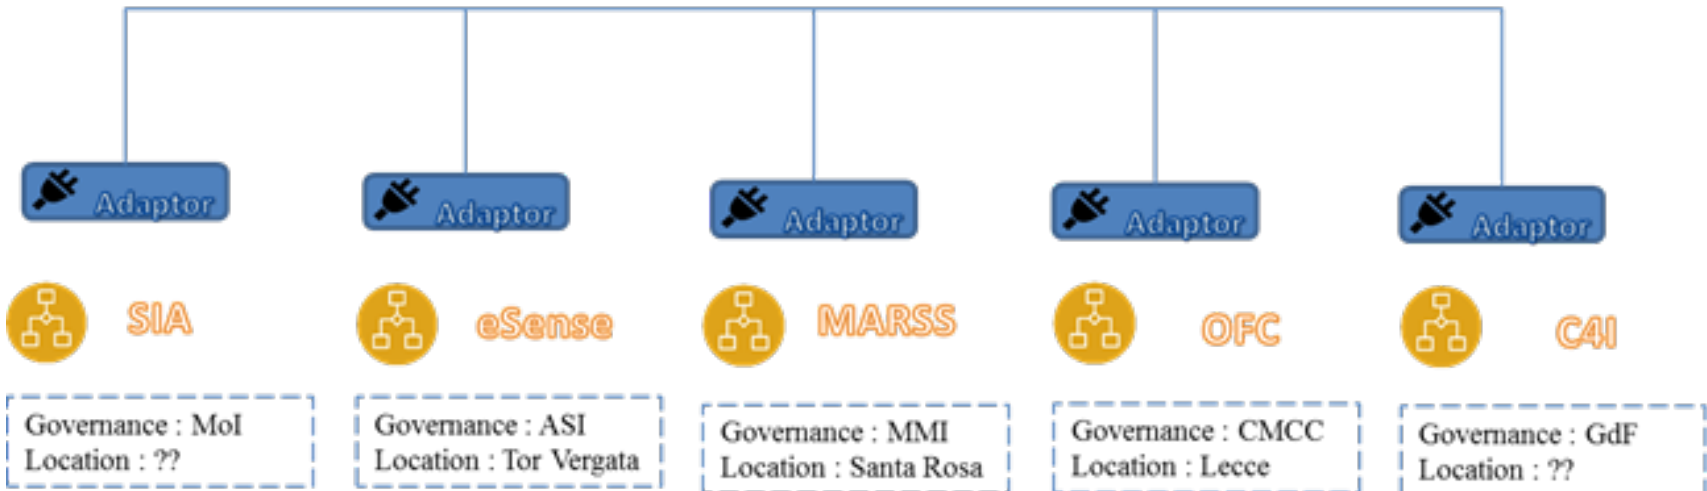 Adaptor
Adaptor
Adaptor
Adaptor
Adaptor
SIA
eSense
MARSS
OFC
C4I
Governance : MoI
Location : ??
Governance : ASI
Location : Tor Vergata
Governance : MMI
Location : Santa Rosa
Governance : CMCC
Location : Lecce
Governance : GdF
Location : ??